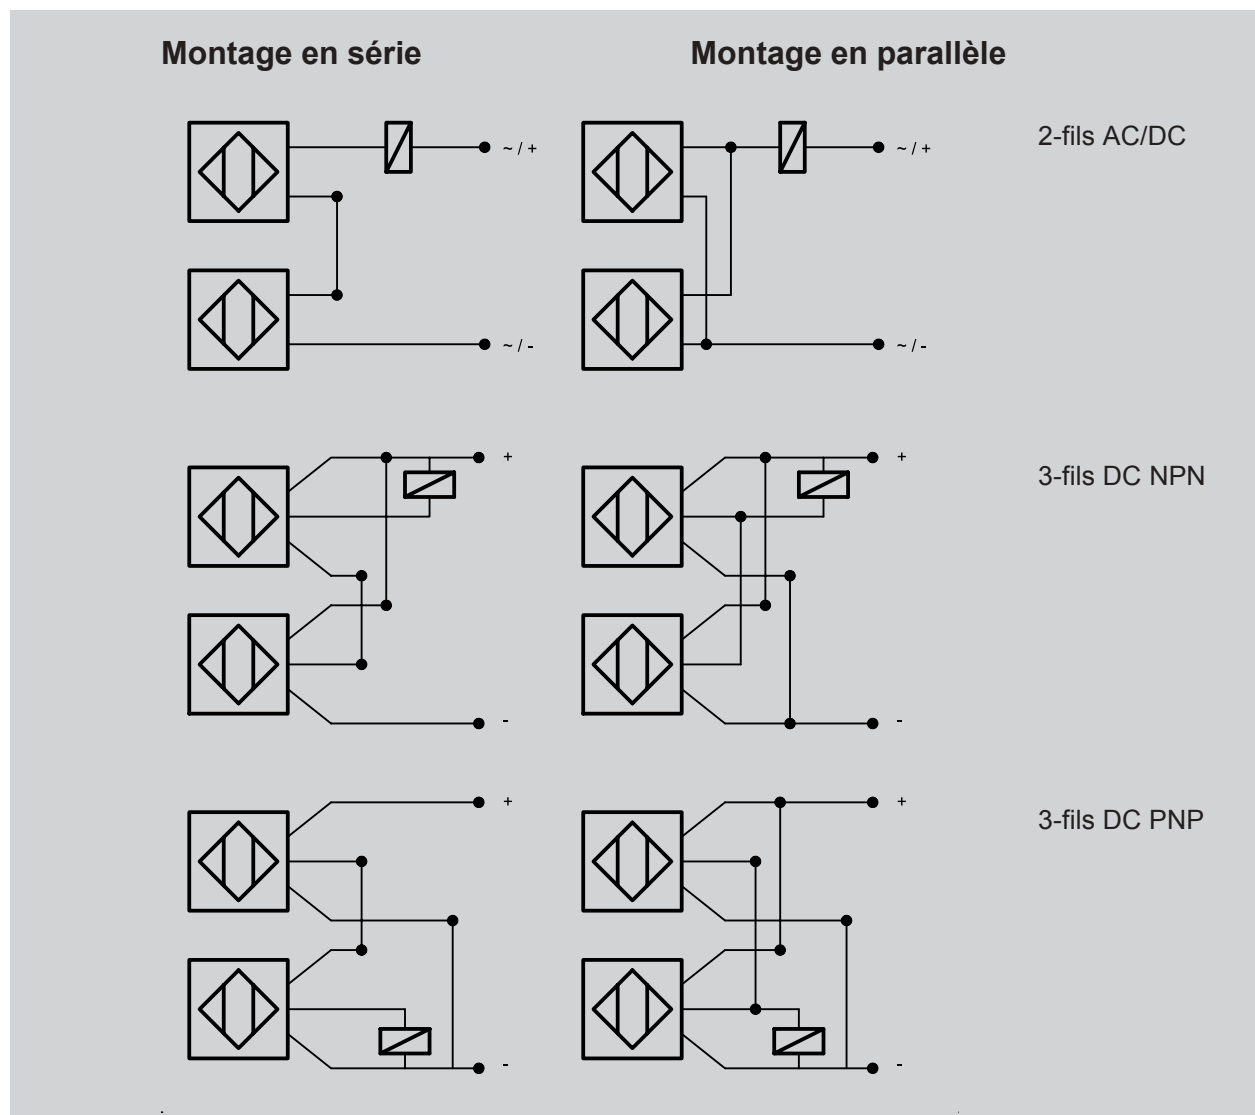 Montage en série
Montage en parallèle
2-fils AC/DC
~ / +
~ / +
~ / -
~ / -
3-fils DC NPN
+
+
-
-
3-fils DC PNP
+
+
-
-